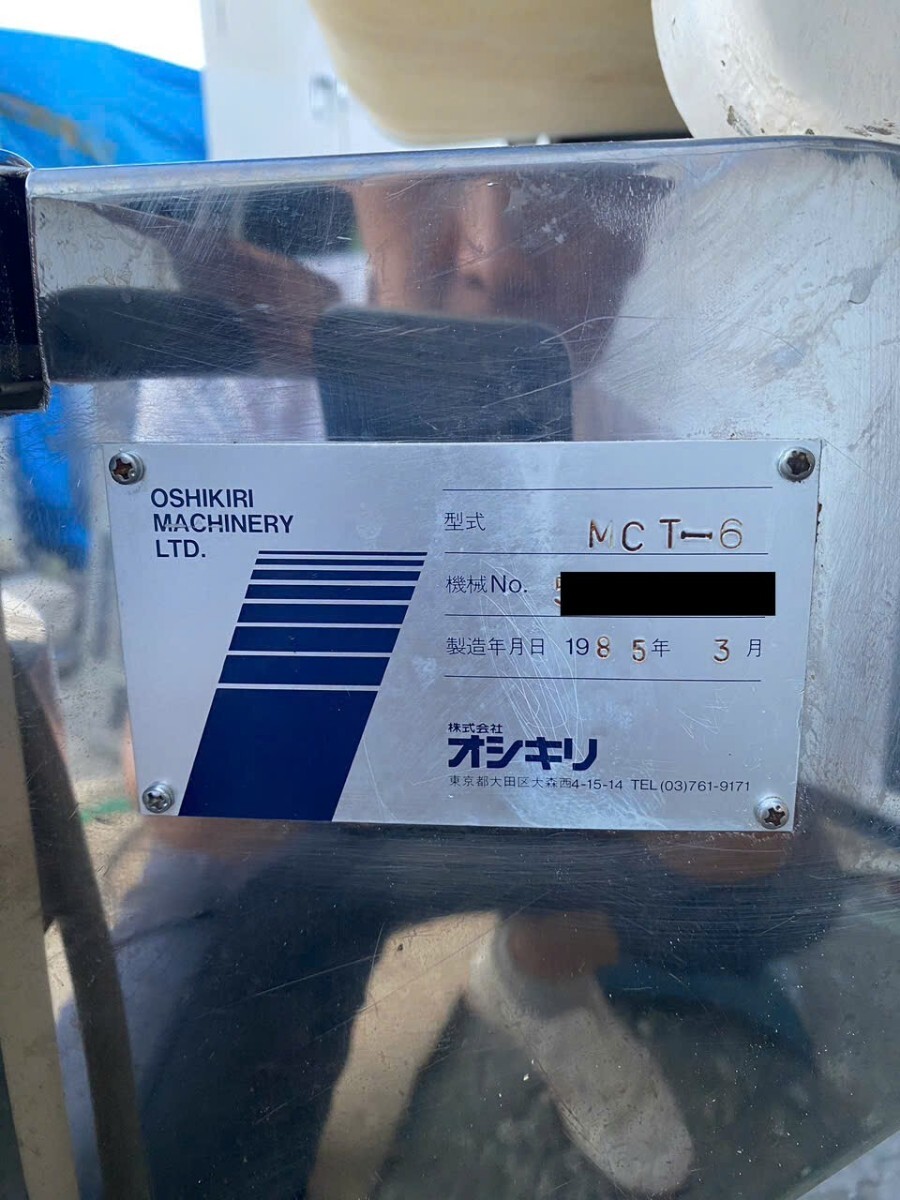 OSHIKIRI
MACHINERY
LTD.
型式 MCT-6
機械No. 5
製造年月日 1985年 3月
株式会社
オシキリ
東京都大田区大森西4-15-14 TEL(03)761-9171